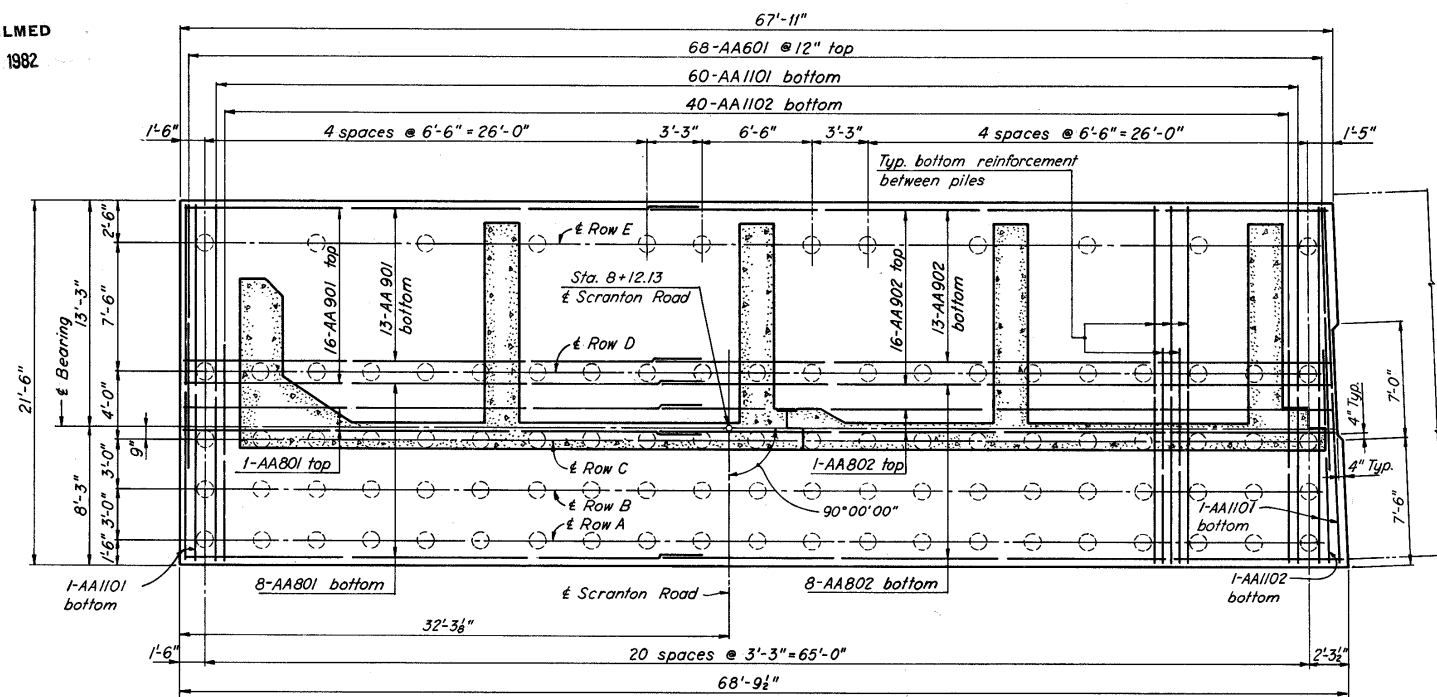 LMED
1982
67'-11"
68-AA601 @ 12" top
60-AA1101 bottom
40-AA1102 bottom
1'-6"
4 spaces @ 6'-6" = 26'-0"
3'-3"
6'-6"
3'-3"
4 spaces @ 6'-6" = 26'-0"
1'-5"
Typ. bottom reinforcement
between piles
2'-6"
℄ Row E
Sta. 8+12.13
℄ Scranton Road
16-AA901 top
13-AA901
bottom
16-AA902 top
13-AA902
bottom
13'-3"
7'-6"
℄ Bearing
21'-6"
℄ Row D
4'-0"
7'-0"
4" Typ.
9"
1-AA801 top
℄ Row C
1-AA802 top
4" Typ.
3'-0"
8'-3"
℄ Row B
90°00'00"
7'-6"
3'-0"
℄ Row A
1-AA1101
bottom
1'-6"
1-AA1101
bottom
8-AA801 bottom
8-AA802 bottom
1-AA1102
bottom
℄ Scranton Road
32'-3⅛"
1'-6"
20 spaces @ 3'-3"=65'-0"
2'-3½"
68'-9½"